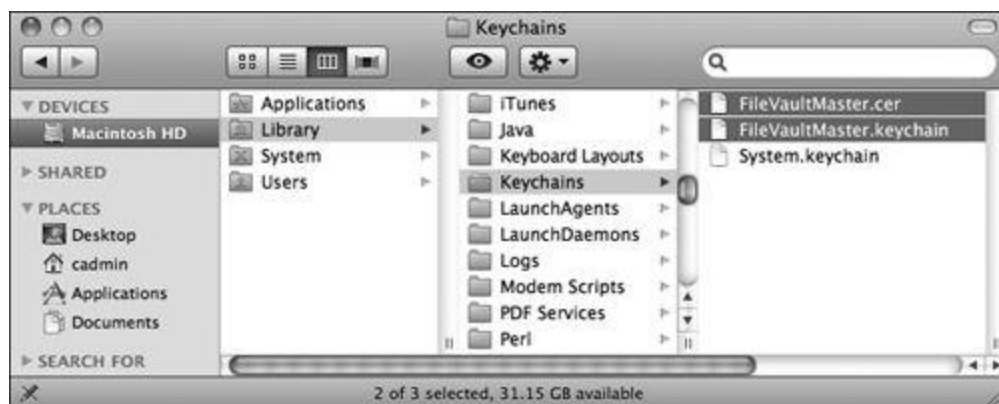 Keychains
DEVICES
Macintosh HD
SHARED
PLACES
Desktop
cadmin
Applications
Documents
SEARCH FOR
Applications
Library
System
Users
iTunes
Java
Keyboard Layouts
Keychains
LaunchAgents
LaunchDaemons
Logs
Modem Scripts
PDF Services
Perl
FileVaultMaster.cer
FileVaultMaster.keychain
System.keychain
2 of 3 selected, 31.15 GB available